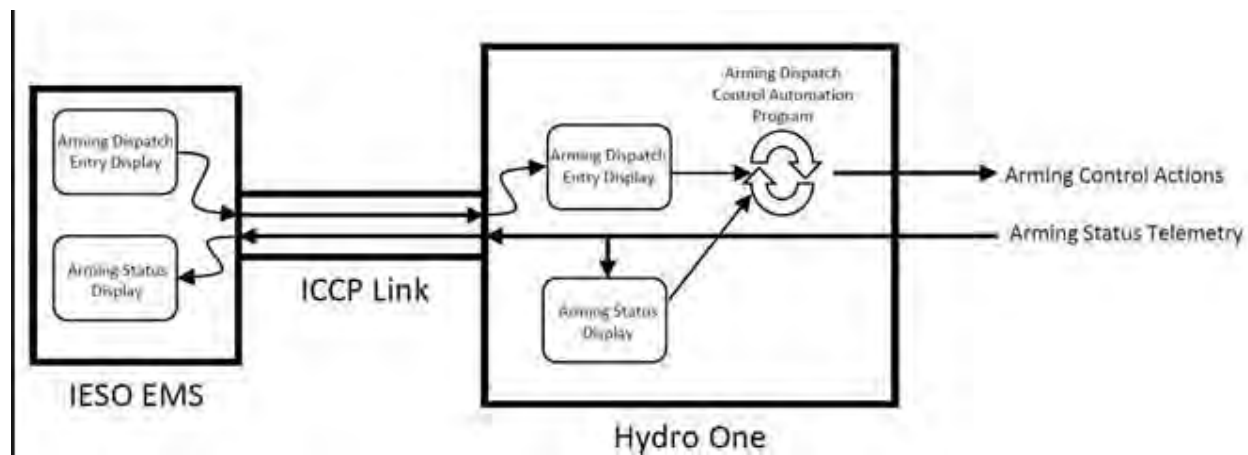 Arming Dispatch
Entry Display
Arming Status
Display
IESO EMS
ICCP Link
Arming Dispatch
Control Automation
Program
Arming Dispatch
Entry Display
Arming Status
Display
Hydro One
Arming Control Actions
Arming Status Telemetry